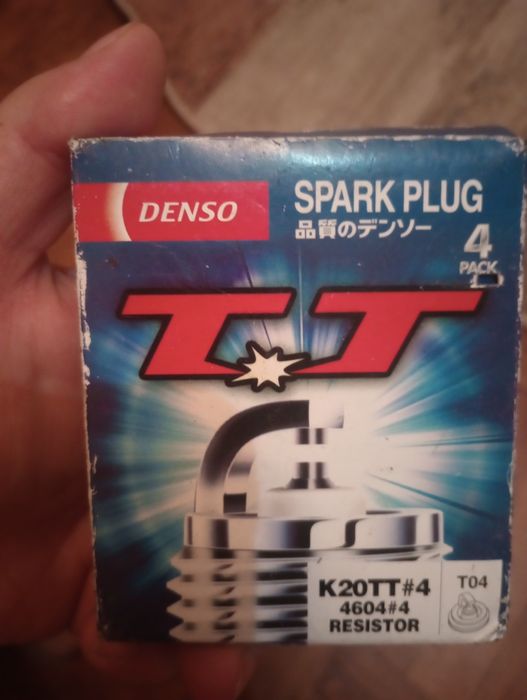 DENSO
SPARK PLUG
品質のデンソー
4
PACK
TT
K20TT#4
4604#4
RESISTOR
T04